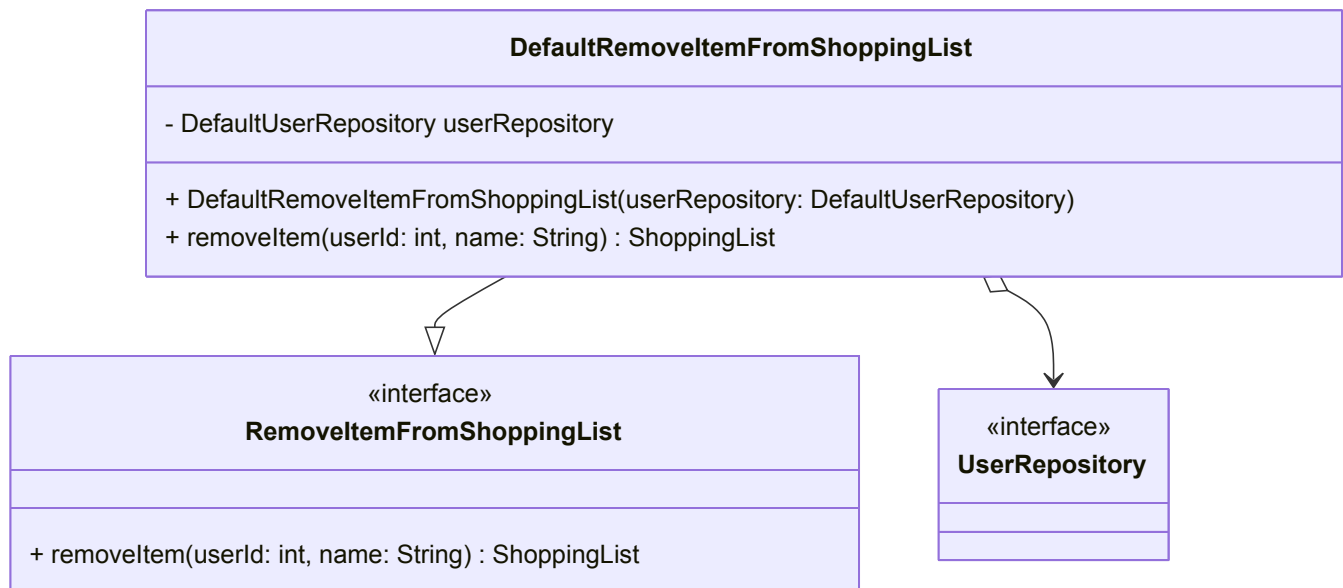 DefaultRemoveItemFromShoppingList
- DefaultUserRepository userRepository
+ DefaultRemoveItemFromShoppingList(userRepository: DefaultUserRepository)
+ removeItem(userId: int, name: String) : ShoppingList
«interface»
RemoveItemFromShoppingList
+ removeItem(userId: int, name: String) : ShoppingList
«interface»
UserRepository